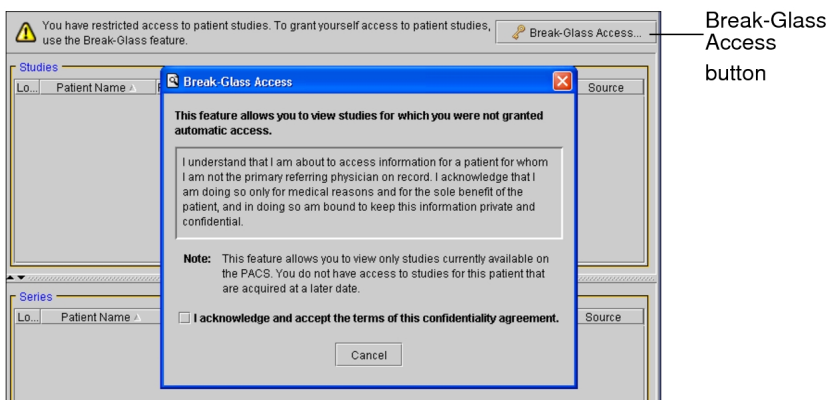 You have restricted access to patient studies. To grant yourself access to patient studies,
use the Break-Glass feature.
Break-Glass Access...
Break-Glass
Access
button
Studies
Lo... Patient Name Source
Break-Glass Access
This feature allows you to view studies for which you were not granted
automatic access.
I understand that I am about to access information for a patient for whom
I am not the primary referring physician on record. I acknowledge that I
am doing so only for medical reasons and for the sole benefit of the
patient, and in doing so am bound to keep this information private and
confidential.
Note: This feature allows you to view only studies currently available on
the PACS. You do not have access to studies for this patient that
are acquired at a later date.
I acknowledge and accept the terms of this confidentiality agreement.
Cancel
Series
Lo... Patient Name Source